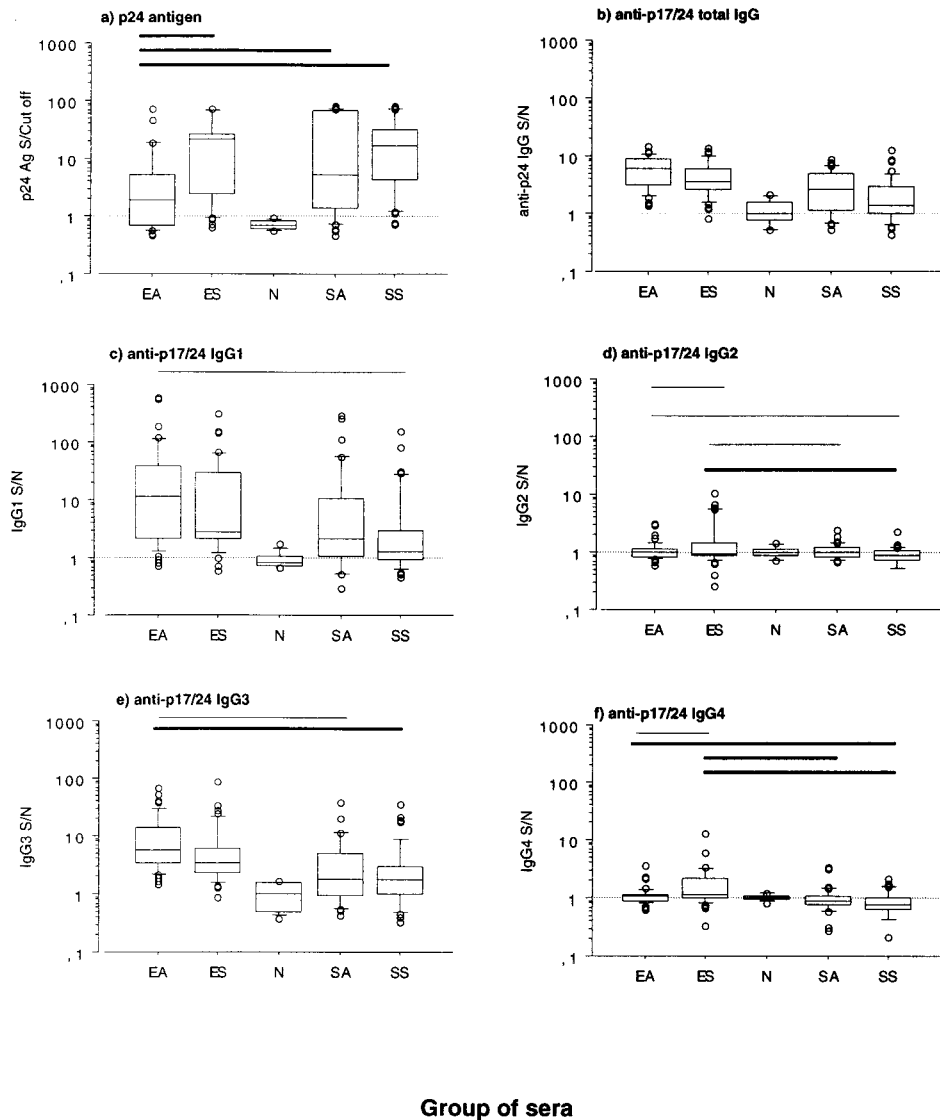 a) p24 antigen
1000
100
10
1
,1
p24 Ag S/Cut off
EA ES N SA SS
b) anti-p17/24 total IgG
1000
100
10
1
,1
anti-p24 IgG S/N
EA ES N SA SS
c) anti-p17/24 IgG1
1000
100
10
1
,1
IgG1 S/N
EA ES N SA SS
d) anti-p17/24 IgG2
1000
100
10
1
,1
IgG2 S/N
EA ES N SA SS
e) anti-p17/24 IgG3
1000
100
10
1
,1
IgG3 S/N
EA ES N SA SS
f) anti-p17/24 IgG4
1000
100
10
1
,1
IgG4 S/N
EA ES N SA SS
Group of sera